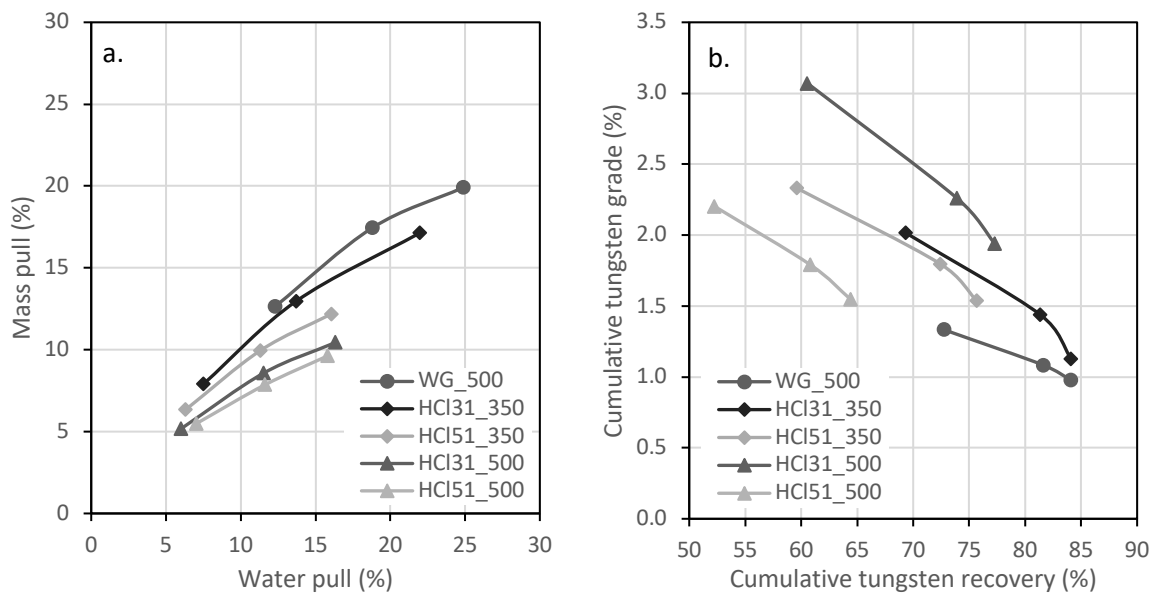 a.
Mass pull (%)
30
25
20
15
10
5
0
0 5 10 15 20 25 30
Water pull (%)
WG_500
HCl31_350
HCl51_350
HCl31_500
HCl51_500
b.
Cumulative tungsten grade (%)
3.5
3.0
2.5
2.0
1.5
1.0
0.5
0.0
50 55 60 65 70 75 80 85 90
Cumulative tungsten recovery (%)
WG_500
HCl31_350
HCl51_350
HCl31_500
HCl51_500